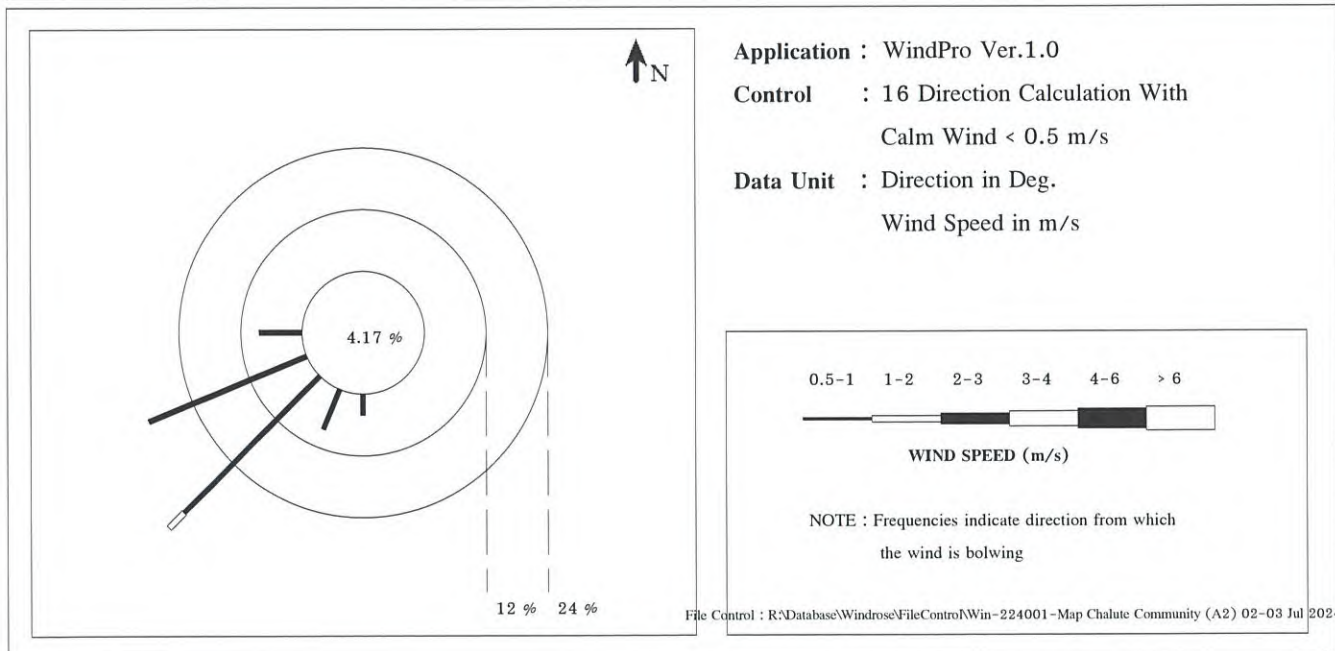 N
4.17 %
12 % 24 %
Application : WindPro Ver.1.0
Control : 16 Direction Calculation With
Calm Wind < 0.5 m/s
Data Unit : Direction in Deg.
Wind Speed in m/s
0.5-1 1-2 2-3 3-4 4-6 > 6
WIND SPEED (m/s)
NOTE : Frequencies indicate direction from which
the wind is bolwing
File Control : R:\Database\Windrose\FileControl\Win-224001-Map Chalute Community (A2) 02-03 Jul